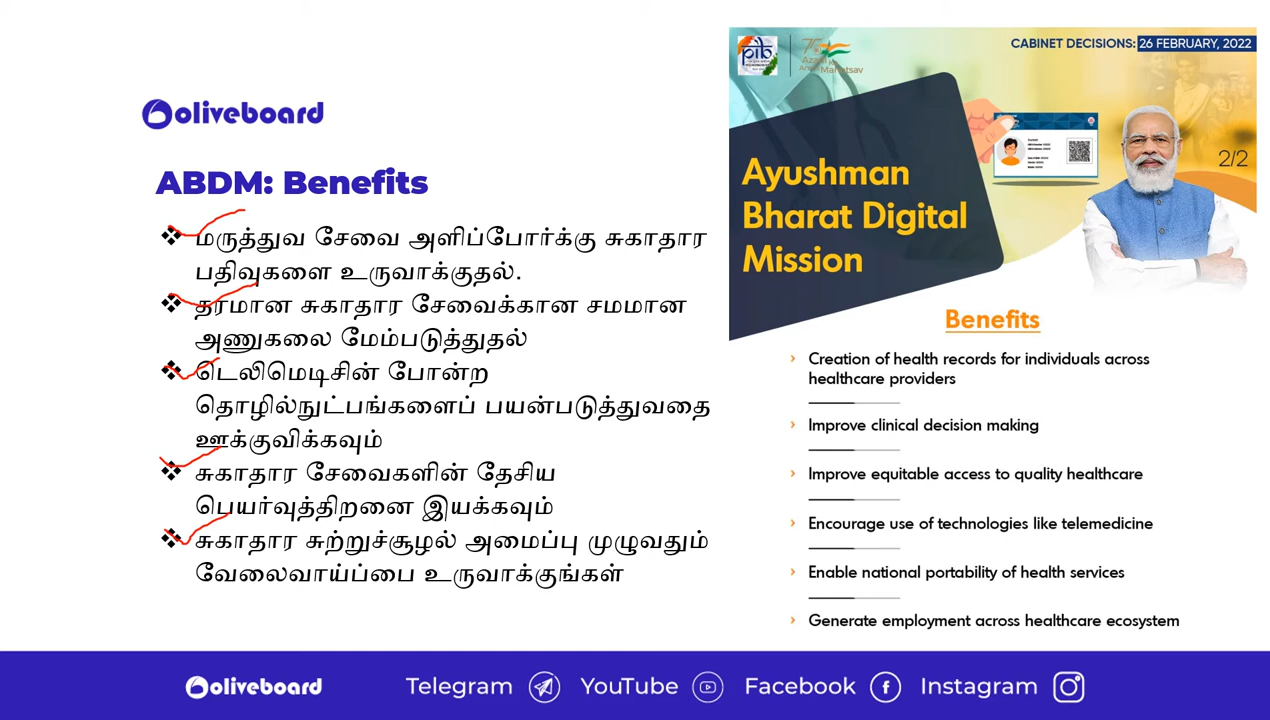 oliveboard
ABDM: Benefits
❖ மருத்துவ சேவை அளிப்போர்க்கு சுகாதார
பதிவுகளை உருவாக்குதல்.
❖ தரமான சுகாதார சேவைக்கான சமமான
அணுகலை மேம்படுத்துதல்
❖ டெலிமெடிசின் போன்ற
தொழில்நுட்பங்களைப் பயன்படுத்துவதை
ஊக்குவிக்கவும்
❖ சுகாதார சேவைகளின் தேசிய
பெயர்வுத்திறனை இயக்கவும்
❖ சுகாதார சுற்றுச்சூழல் அமைப்பு முழுவதும்
வேலைவாய்ப்பை உருவாக்குங்கள்
CABINET DECISIONS: 26 FEBRUARY, 2022
2/2
Ayushman
Bharat Digital
Mission
Benefits
› Creation of health records for individuals across
healthcare providers
› Improve clinical decision making
› Improve equitable access to quality healthcare
› Encourage use of technologies like telemedicine
› Enable national portability of health services
› Generate employment across healthcare ecosystem
oliveboard Telegram YouTube Facebook Instagram